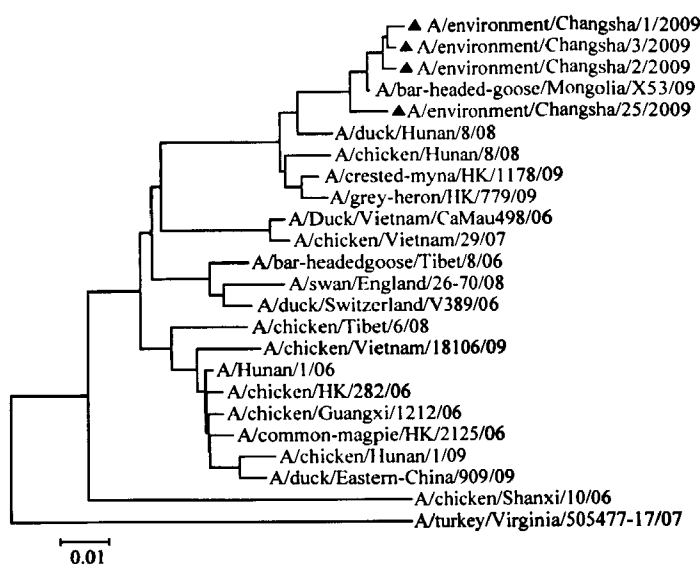 ▲ A/environment/Changsha/1/2009
▲ A/environment/Changsha/3/2009
▲ A/environment/Changsha/2/2009
A/bar-headed-goose/Mongolia/X53/09
▲ A/environment/Changsha/25/2009
A/duck/Hunan/8/08
A/chicken/Hunan/8/08
A/crested-myna/HK/1178/09
A/grey-heron/HK/779/09
A/Duck/Vietnam/CaMau498/06
A/chicken/Vietnam/29/07
A/bar-headedgoose/Tibet/8/06
A/swan/England/26-70/08
A/duck/Switzerland/V389/06
A/chicken/Tibet/6/08
A/chicken/Vietnam/18106/09
A/Hunan/1/06
A/chicken/HK/282/06
A/chicken/Guangxi/1212/06
A/common-magpie/HK/2125/06
A/chicken/Hunan/1/09
A/duck/Eastern-China/909/09
A/chicken/Shanxi/10/06
A/turkey/Virginia/505477-17/07
0.01